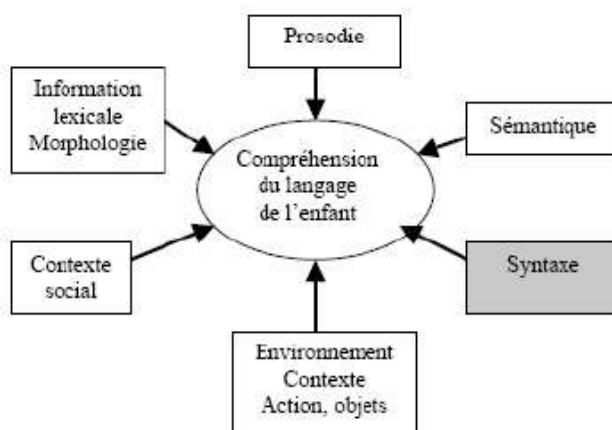 Prosodie
Information
lexicale
Morphologie
Sémantique
Compréhension
du langage
de l'enfant
Contexte
social
Syntaxe
Environnement
Contexte
Action, objets